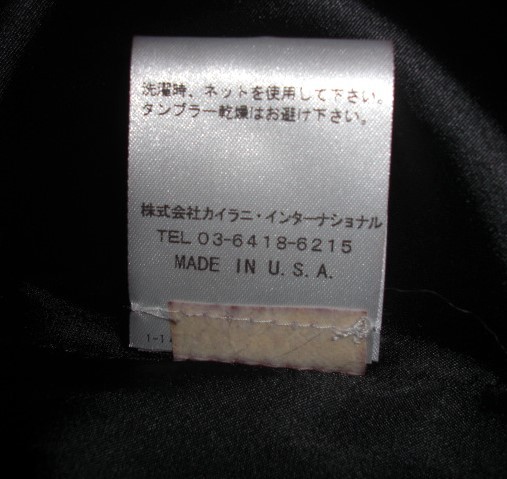 洗濯時、ネットを使用して下さい。
タンブラー乾燥はお避け下さい。
株式会社カイラニ・インターナショナル
TEL 03-6418-6215
MADE IN U.S.A.